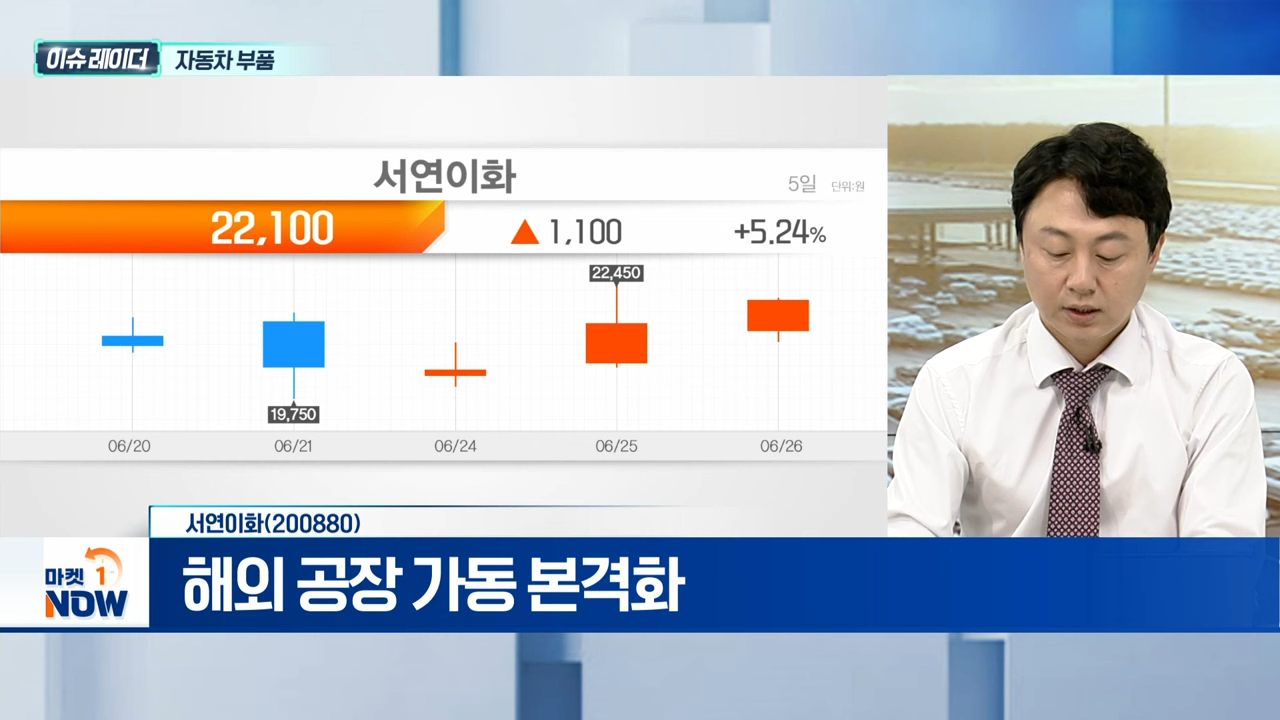 이슈 레이더 자동차 부품
서연이화
5일 단위:원
22,100 ▲ 1,100 +5.24%
22,450
19,750
06/20 06/21 06/24 06/25 06/26
서연이화(200880)
마켓 1
NOW
해외 공장 가동 본격화